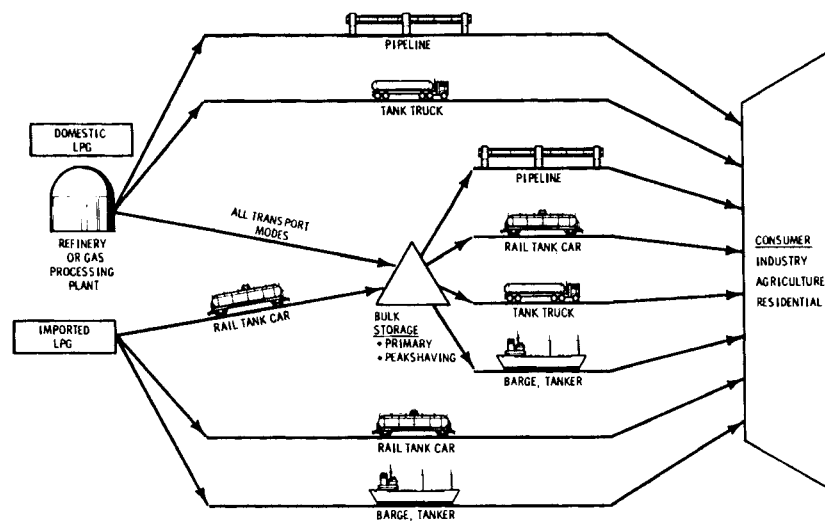 PIPELINE
TANK TRUCK
DOMESTIC
LPG
PIPELINE
REFINERY
OR GAS
PROCESSING
PLANT
ALL TRANSPORT
MODES
RAIL TANK CAR
CONSUMER
INDUSTRY
AGRICULTURE
RESIDENTIAL
RAIL TANK CAR
IMPORTED
LPG
BULK
STORAGE
• PRIMARY
• PEAKSHAVING
TANK TRUCK
BARGE, TANKER
RAIL TANK CAR
BARGE, TANKER